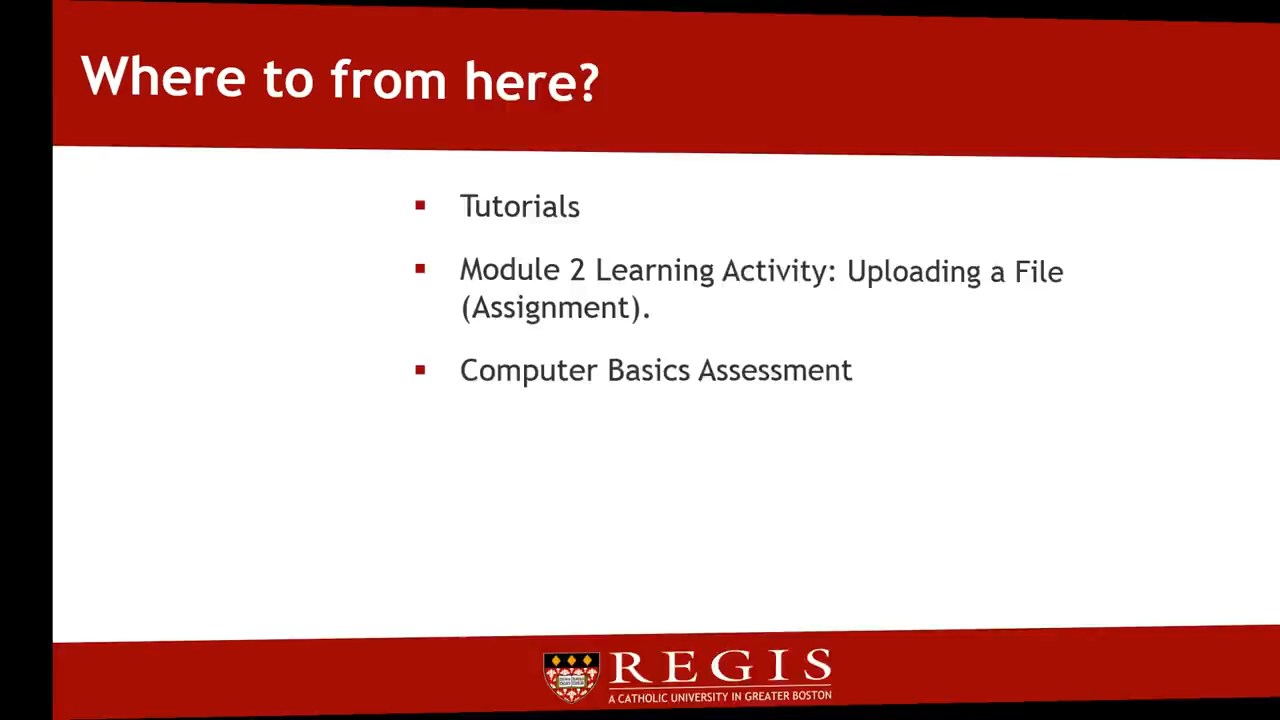 Where to from here?
Tutorials
Module 2 Learning Activity: Uploading a File
(Assignment).
Computer Basics Assessment
REGIS
A CATHOLIC UNIVERSITY IN GREATER BOSTON